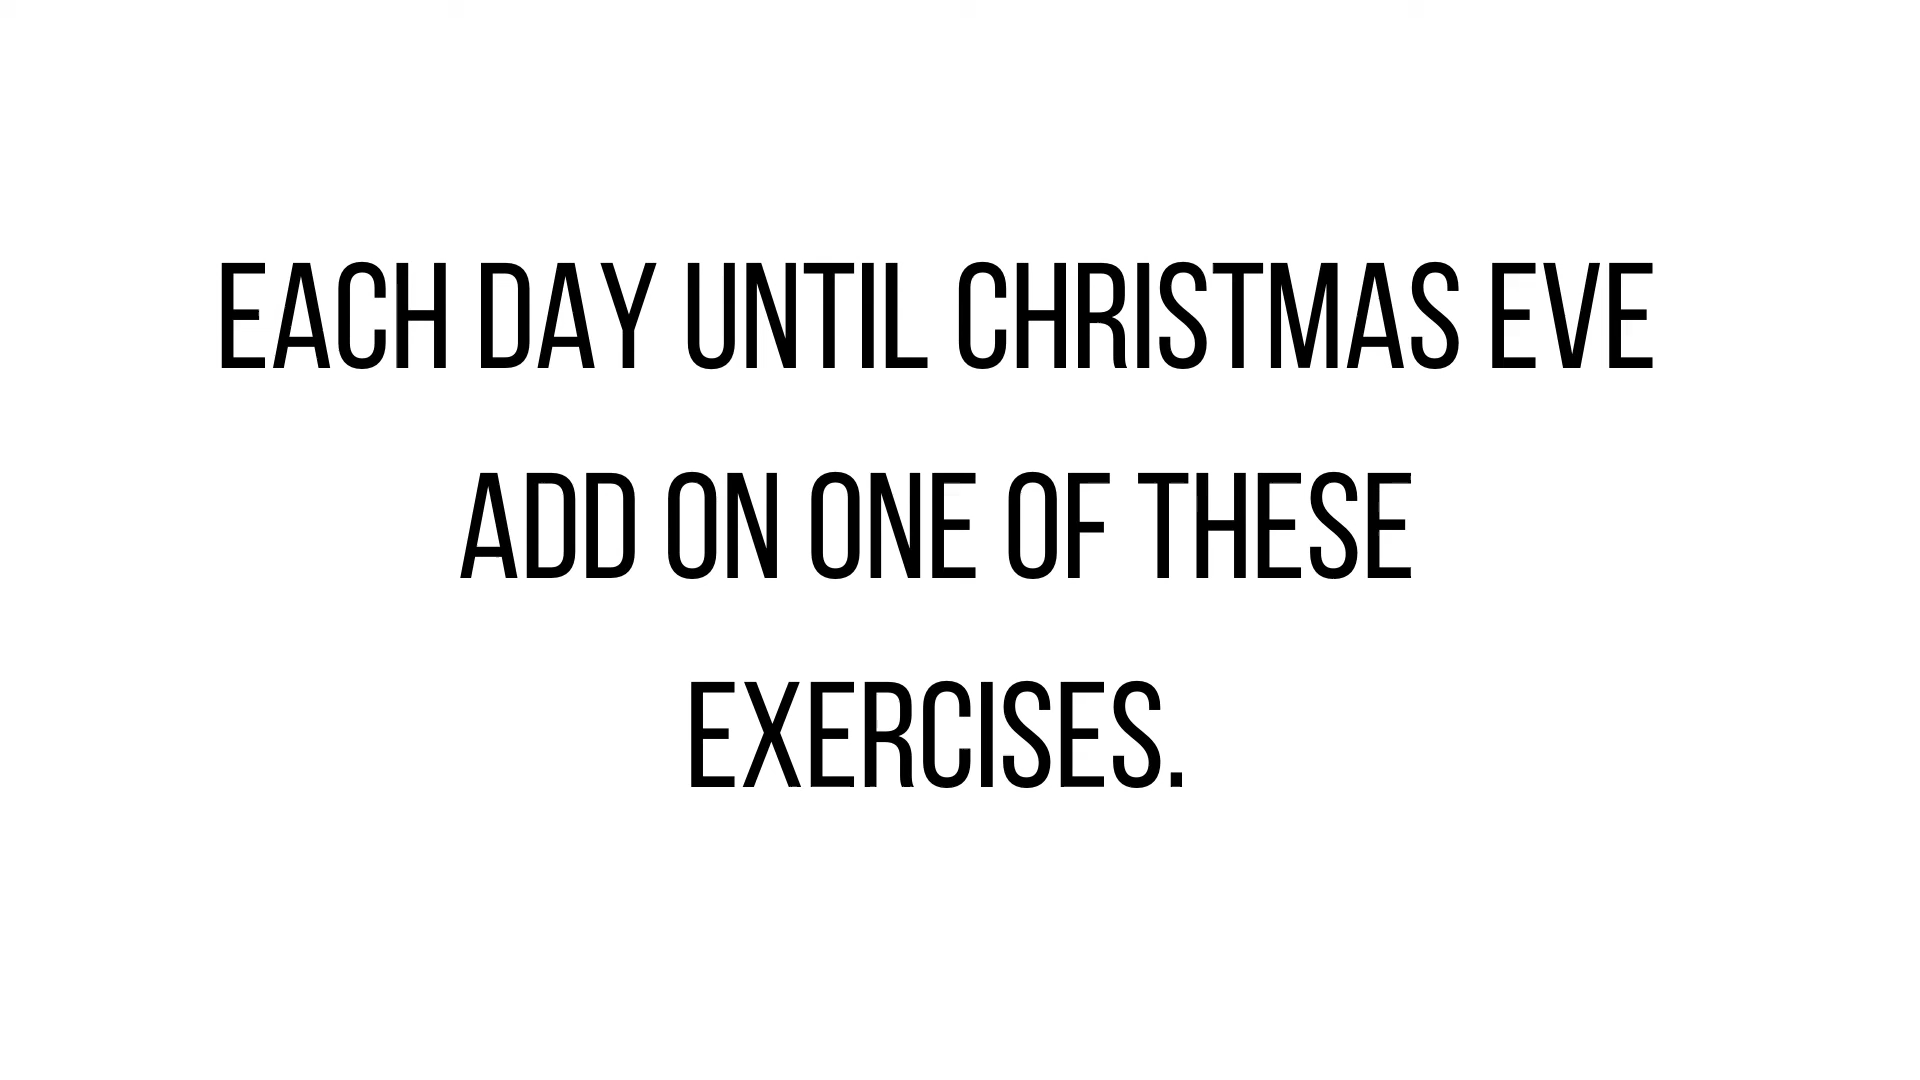 EACH DAY UNTIL CHRISTMAS EVE
ADD ON ONE OF THESE
EXERCISES.